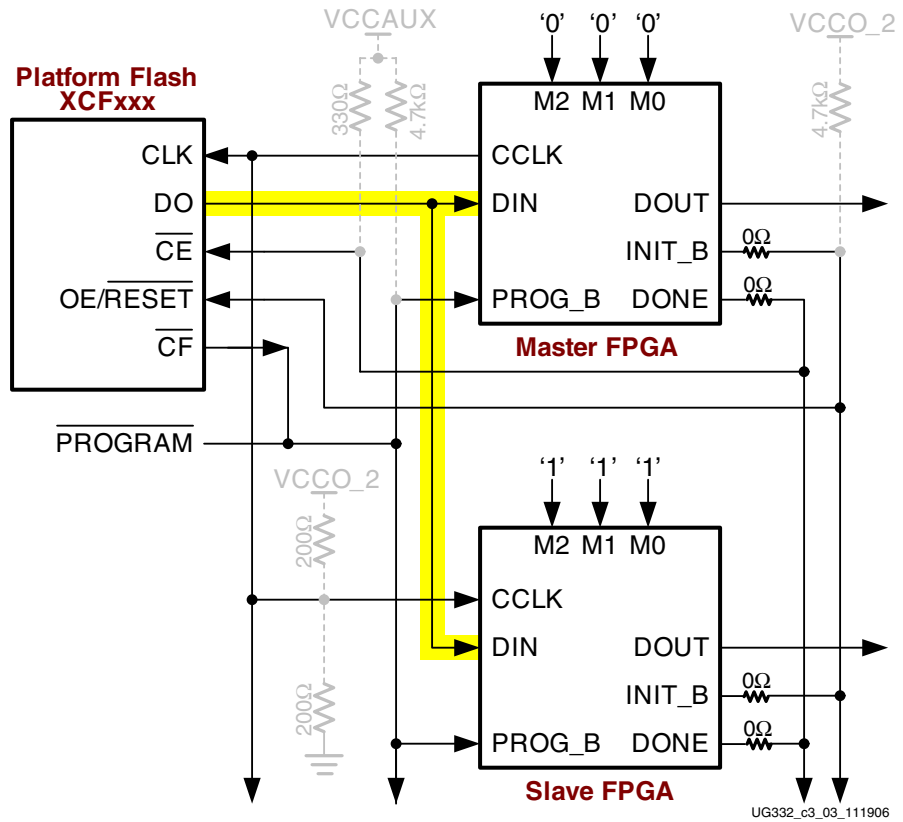 VCCAUX
'0' '0' '0'
VCCO_2
Platform Flash
XCFxxx
330Ω
4.7kΩ
M2 M1 M0
4.7kΩ
CLK
CCLK
DO
DIN
DOUT
CE
INIT_B
0Ω
OE/RESET
PROG_B
DONE
0Ω
CF
Master FPGA
PROGRAM
VCCO_2
'1' '1' '1'
200Ω
M2 M1 M0
CCLK
DIN
DOUT
200Ω
INIT_B
0Ω
PROG_B
DONE
0Ω
Slave FPGA
UG332_c3_03_111906